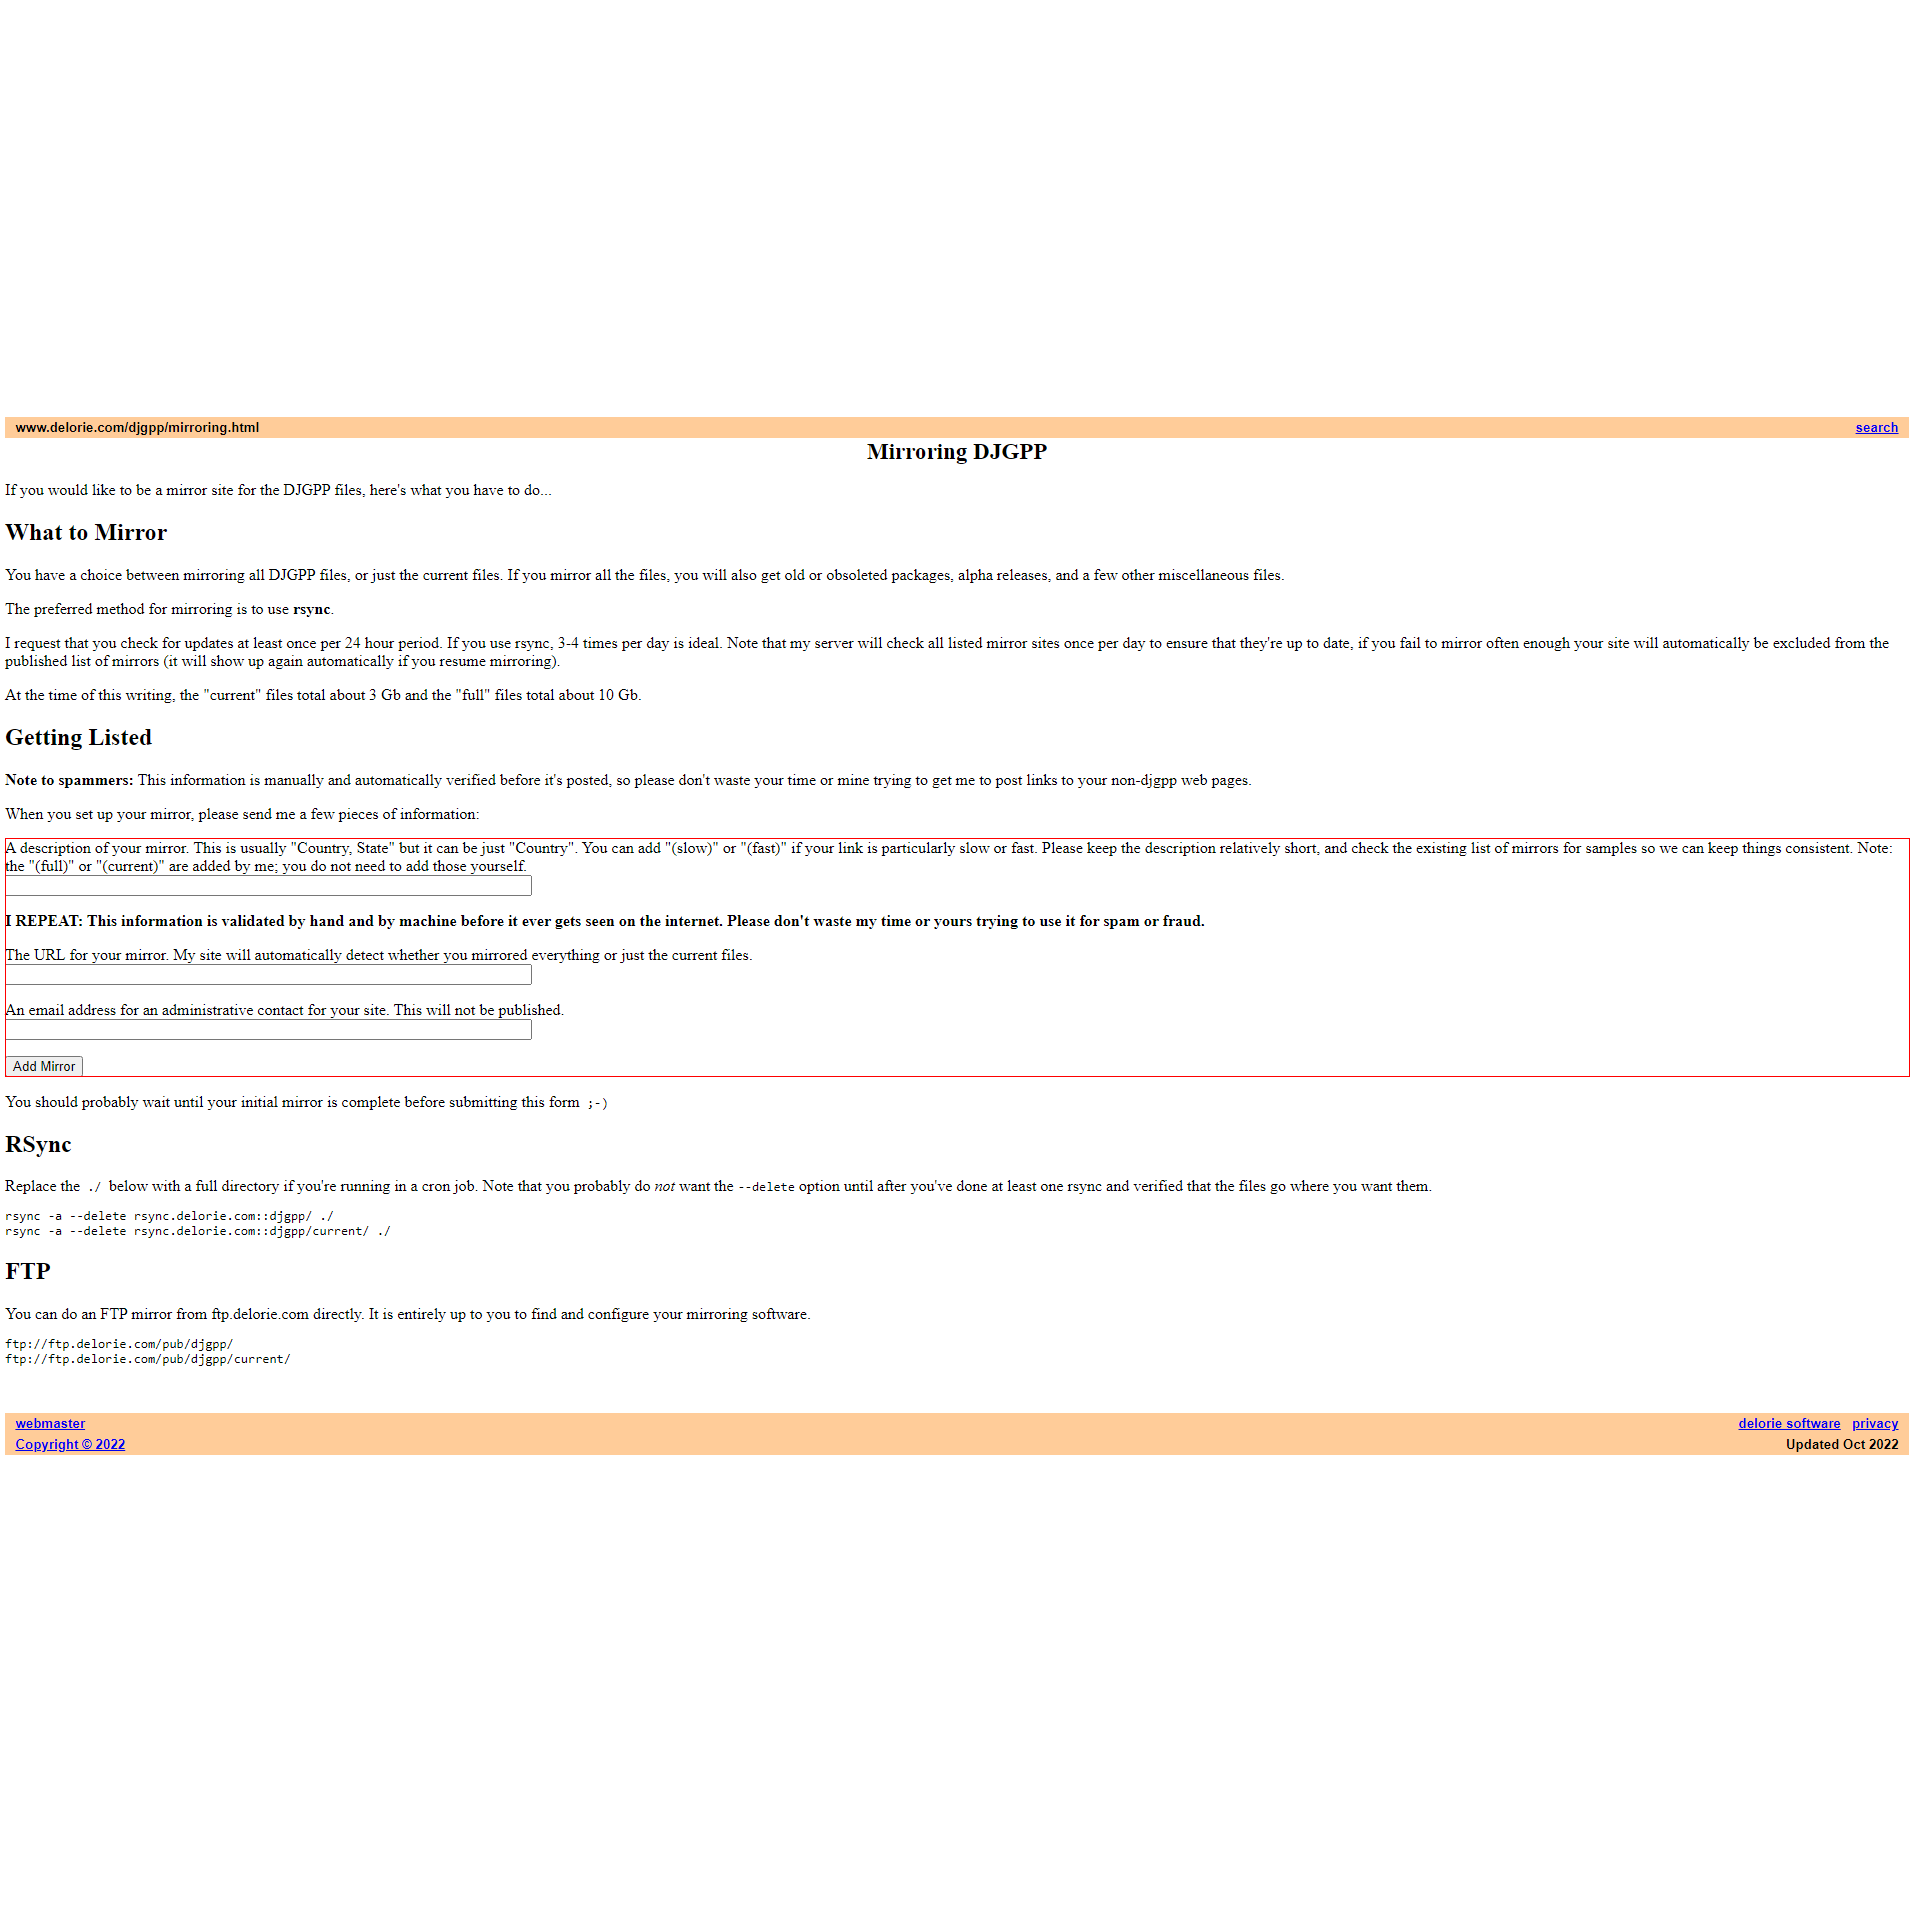 www.delorie.com/djgpp/mirroring.html search
Mirroring DJGPP
If you would like to be a mirror site for the DJGPP files, here's what you have to do...
What to Mirror
You have a choice between mirroring all DJGPP files, or just the current files. If you mirror all the files, you will also get old or obsoleted packages, alpha releases, and a few other miscellaneous files.
The preferred method for mirroring is to use rsync.
I request that you check for updates at least once per 24 hour period. If you use rsync, 3-4 times per day is ideal. Note that my server will check all listed mirror sites once per day to ensure that they're up to date, if you fail to mirror often enough your site will automatically be excluded from the
published list of mirrors (it will show up again automatically if you resume mirroring).
At the time of this writing, the "current" files total about 3 Gb and the "full" files total about 10 Gb.
Getting Listed
Note to spammers: This information is manually and automatically verified before it's posted, so please don't waste your time or mine trying to get me to post links to your non-djgpp web pages.
When you set up your mirror, please send me a few pieces of information:
A description of your mirror. This is usually "Country, State" but it can be just "Country". You can add "(slow)" or "(fast)" if your link is particularly slow or fast. Please keep the description relatively short, and check the existing list of mirrors for samples so we can keep things consistent. Note:
the "(full)" or "(current)" are added by me; you do not need to add those yourself.
I REPEAT: This information is validated by hand and by machine before it ever gets seen on the internet. Please don't waste my time or yours trying to use it for spam or fraud.
The URL for your mirror. My site will automatically detect whether you mirrored everything or just the current files.
An email address for an administrative contact for your site. This will not be published.
Add Mirror
You should probably wait until your initial mirror is complete before submitting this form ;-)
RSync
Replace the ./ below with a full directory if you're running in a cron job. Note that you probably do not want the --delete option until after you've done at least one rsync and verified that the files go where you want them.
rsync -a --delete rsync.delorie.com::djgpp/ ./
rsync -a --delete rsync.delorie.com::djgpp/current/ ./
FTP
You can do an FTP mirror from ftp.delorie.com directly. It is entirely up to you to find and configure your mirroring software.
ftp://ftp.delorie.com/pub/djgpp/
ftp://ftp.delorie.com/pub/djgpp/current/
webmaster delorie software privacy
Copyright © 2022 Updated Oct 2022